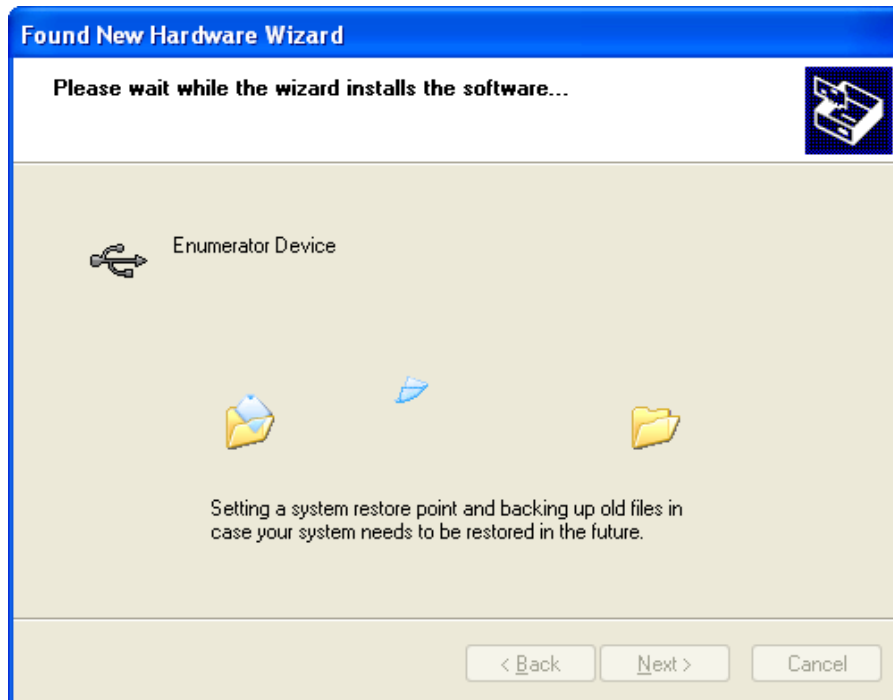 Found New Hardware Wizard
Please wait while the wizard installs the software...
Enumerator Device
Setting a system restore point and backing up old files in
case your system needs to be restored in the future.
< Back
Next >
Cancel